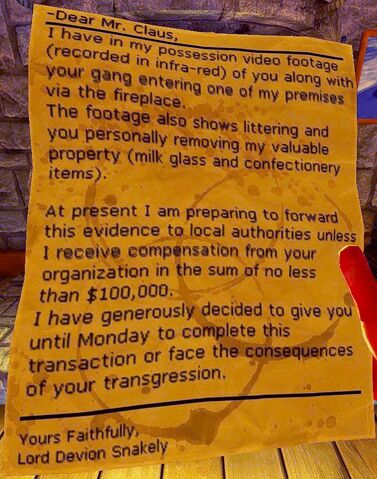 -Dear Mr. Claus,
I have in my possession video footage
(recorded in infra-red) of you along with
your gang entering one of my premises
via the fireplace.
The footage also shows littering and
you personally removing my valuable
property (milk glass and confectionery
items).
At present I am preparing to forward
this evidence to local authorities unless
I receive compensation from your
organization in the sum of no less
than $100,000.
I have generously decided to give you
until Monday to complete this
transaction or face the consequences
of your transgression.
Yours Faithfully,
Lord Devion Snakely